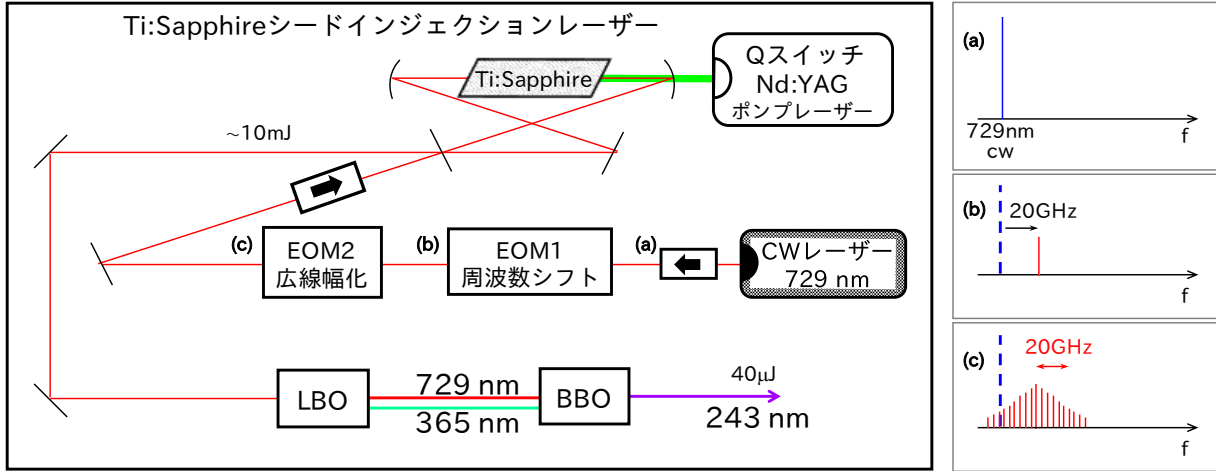 Ti:Sapphireシードインジェクションレーザー
Ti:Sapphire
Qスイッチ
Nd:YAG
ポンプレーザー
~10mJ
(c)
EOM2
広線幅化
(b)
EOM1
周波数シフト
(a)
CWレーザー
729 nm
LBO
729 nm
365 nm
BBO
40μJ
243 nm
(a)
729nm
cw
f
(b)
20GHz
f
(c)
20GHz
f